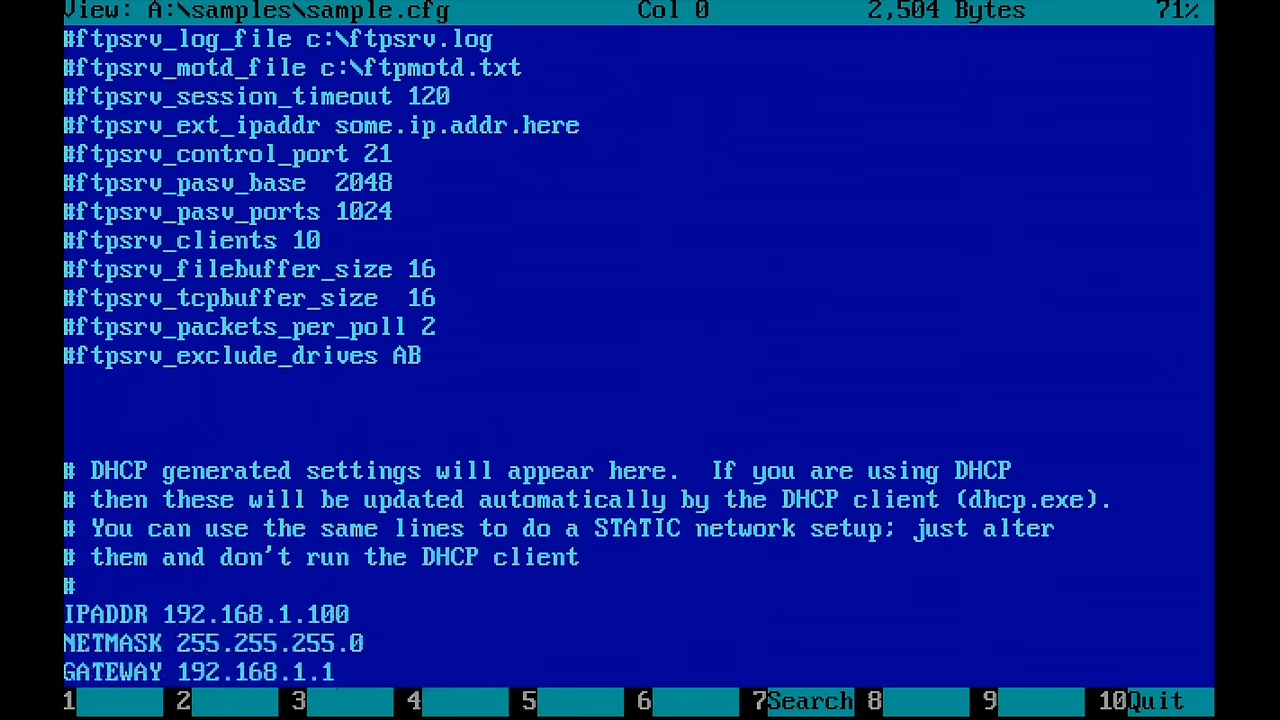 View: A:\samples\sample.cfg Col 0 2,504 Bytes 71%
#ftpsrv_log_file c:\ftpsrv.log
#ftpsrv_motd_file c:\ftpmotd.txt
#ftpsrv_session_timeout 120
#ftpsrv_ext_ipaddr some.ip.addr.here
#ftpsrv_control_port 21
#ftpsrv_pasv_base  2048
#ftpsrv_pasv_ports 1024
#ftpsrv_clients 10
#ftpsrv_filebuffer_size 16
#ftpsrv_tcpbuffer_size  16
#ftpsrv_packets_per_poll 2
#ftpsrv_exclude_drives AB
# DHCP generated settings will appear here.  If you are using DHCP
# then these will be updated automatically by the DHCP client (dhcp.exe).
# You can use the same lines to do a STATIC network setup; just alter
# them and don't run the DHCP client
#
IPADDR 192.168.1.100
NETMASK 255.255.255.0
GATEWAY 192.168.1.1
1 2 3 4 5 6 7Search 8 9 10Quit